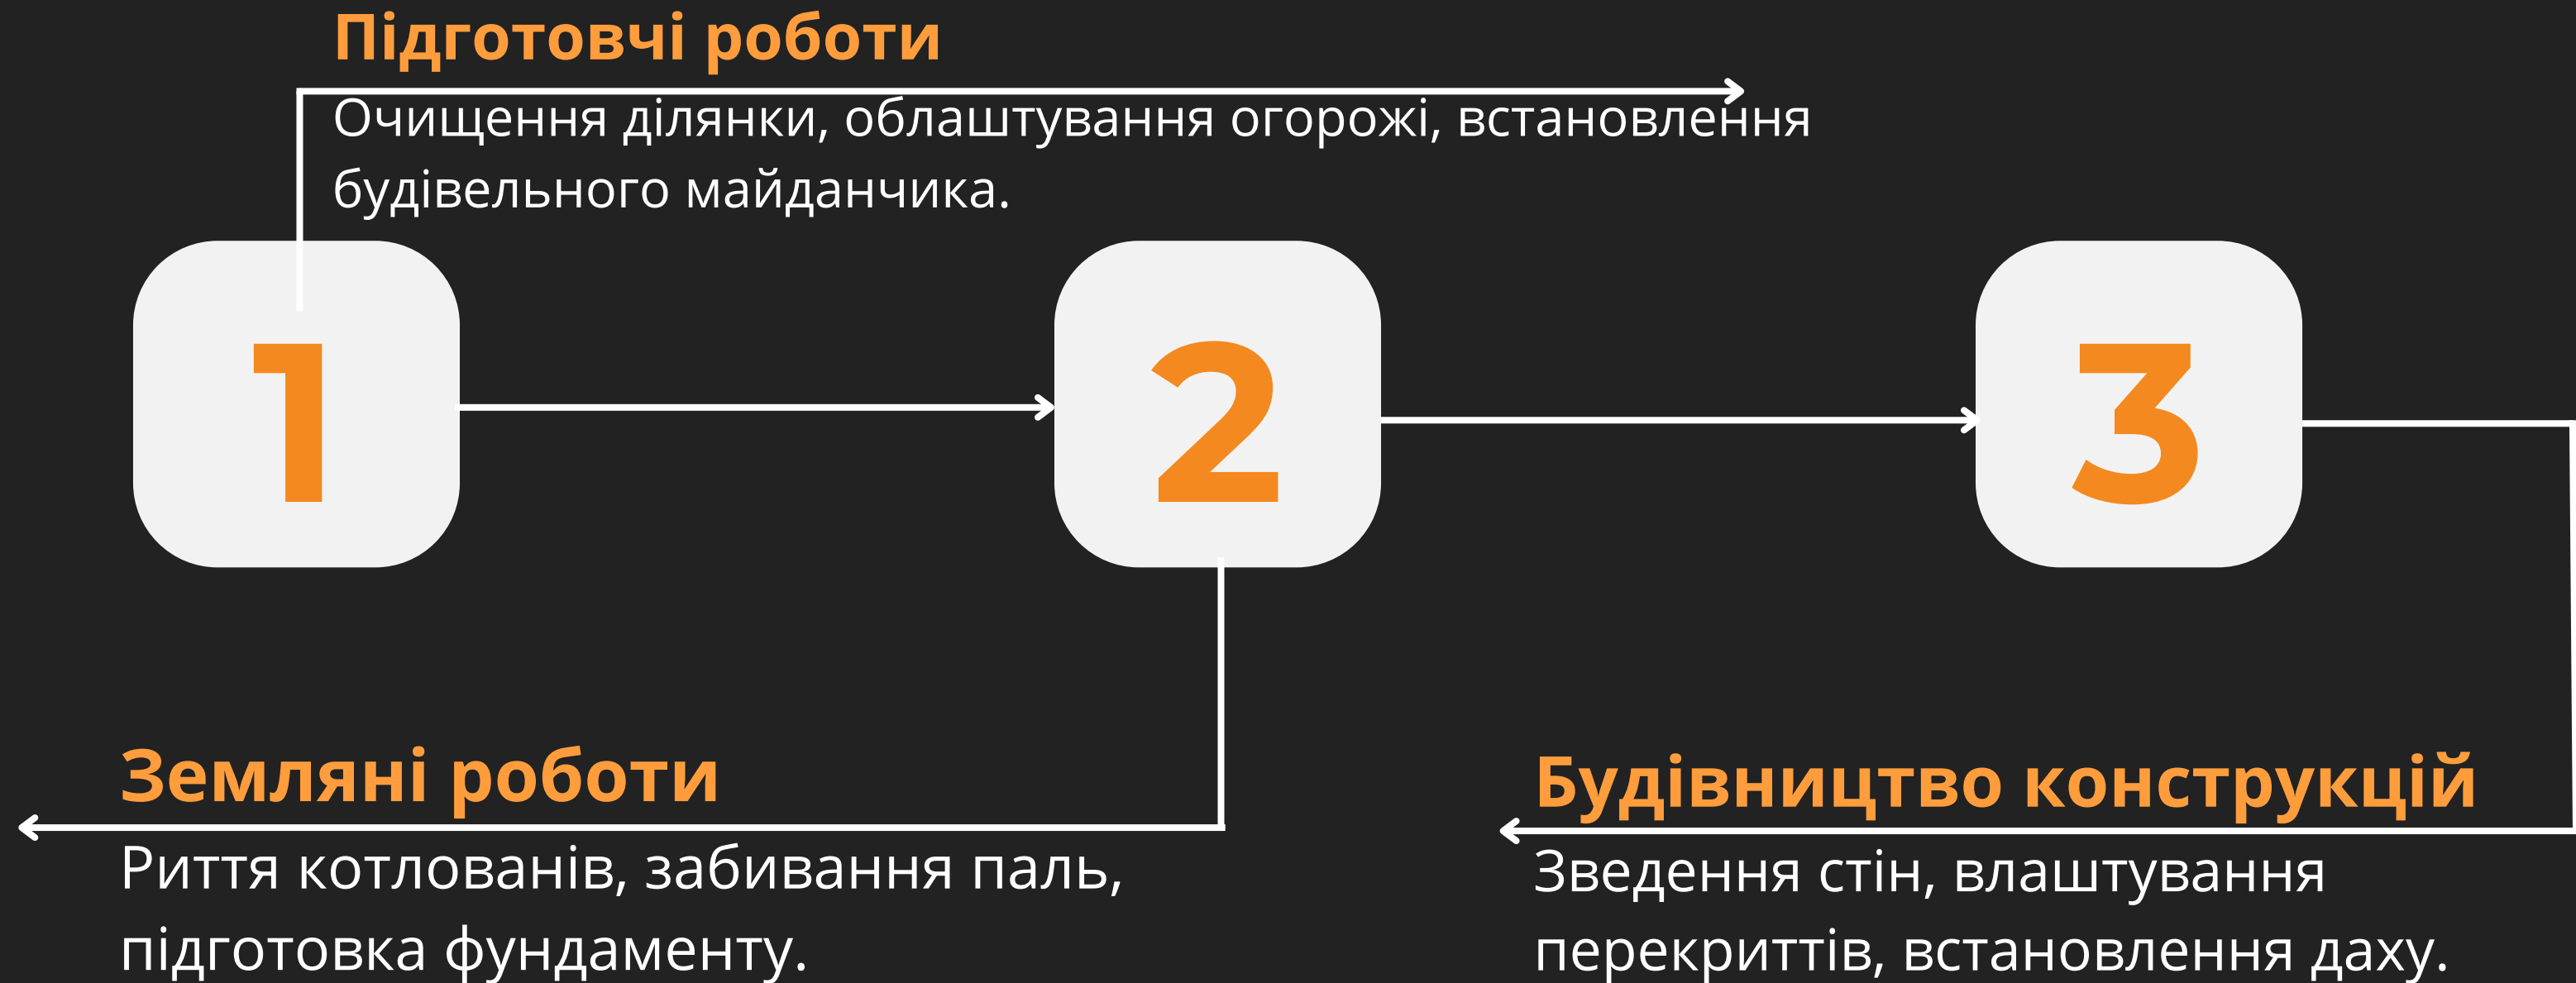 Підготовчі роботи
Очищення ділянки, облаштування огорожі, встановлення
будівельного майданчика.
1
2
3
Земляні роботи
Риття котлованів, забивання паль,
підготовка фундаменту.
Будівництво конструкцій
Зведення стін, влаштування
перекриттів, встановлення даху.